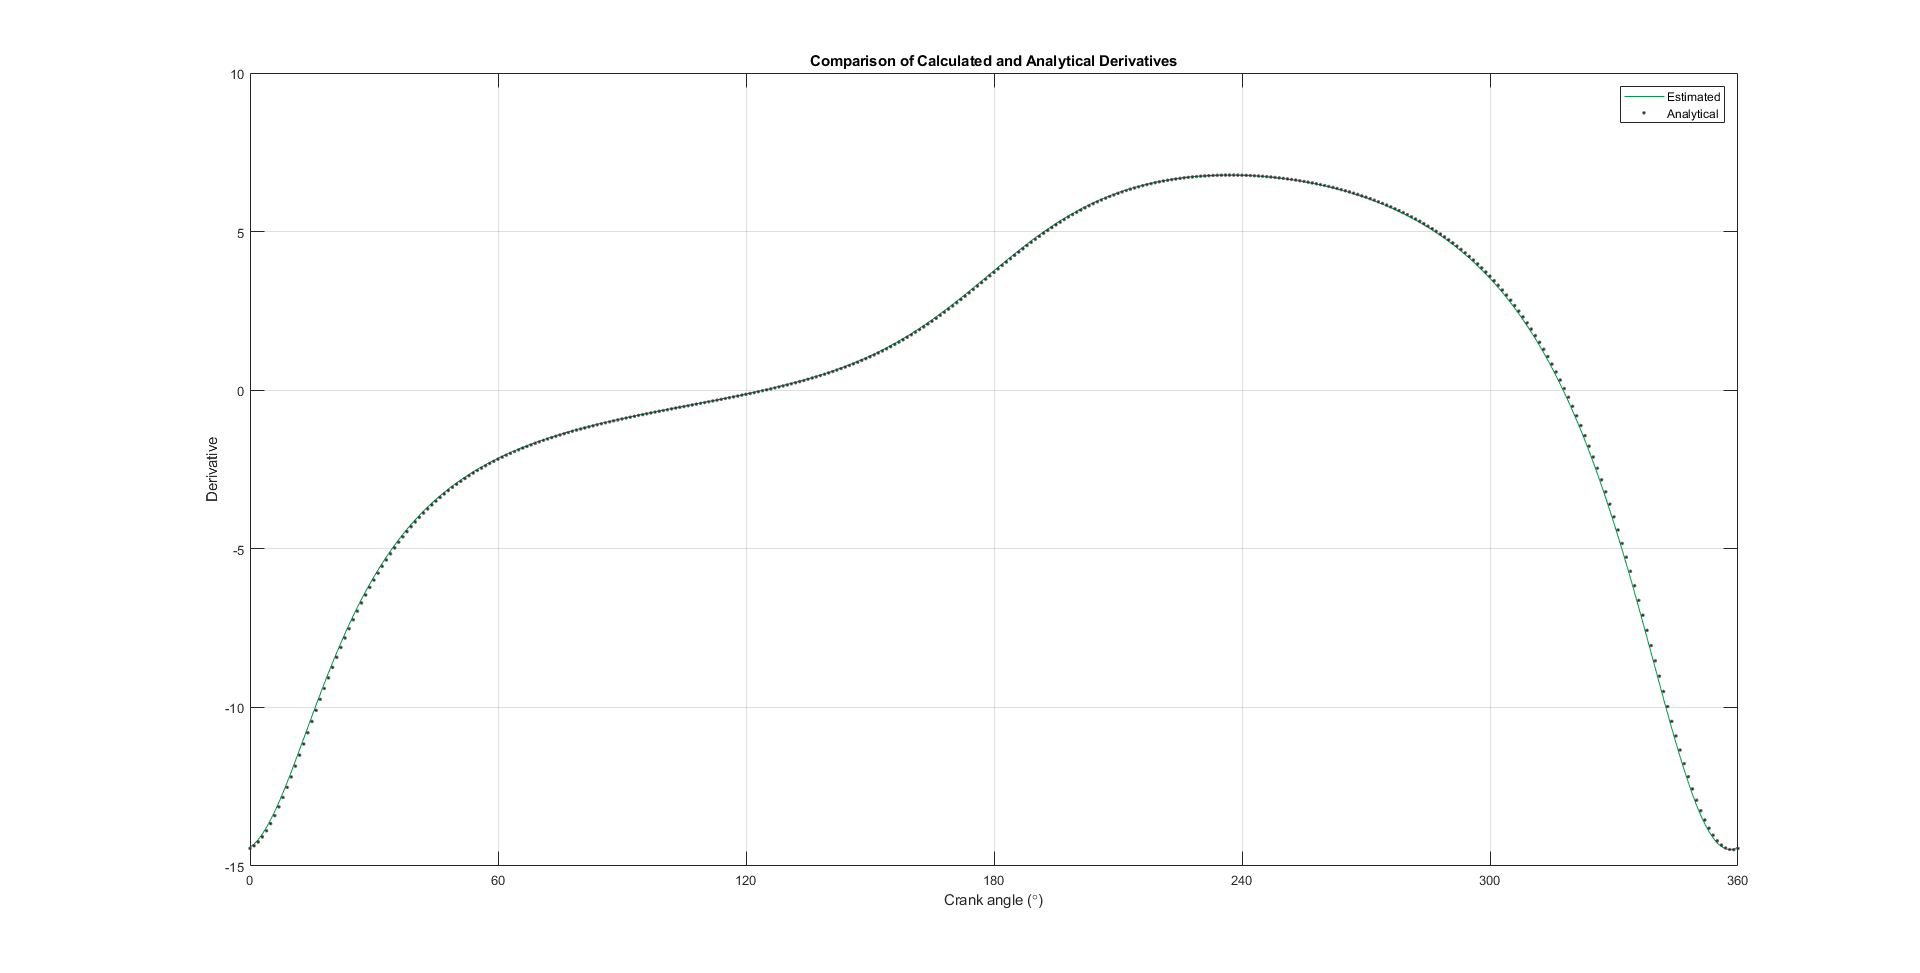 Comparison of Calculated and Analytical Derivatives
10
5
0
-5
-10
-15
Derivative
Estimated
Analytical
0 60 120 180 240 300 360
Crank angle (°)